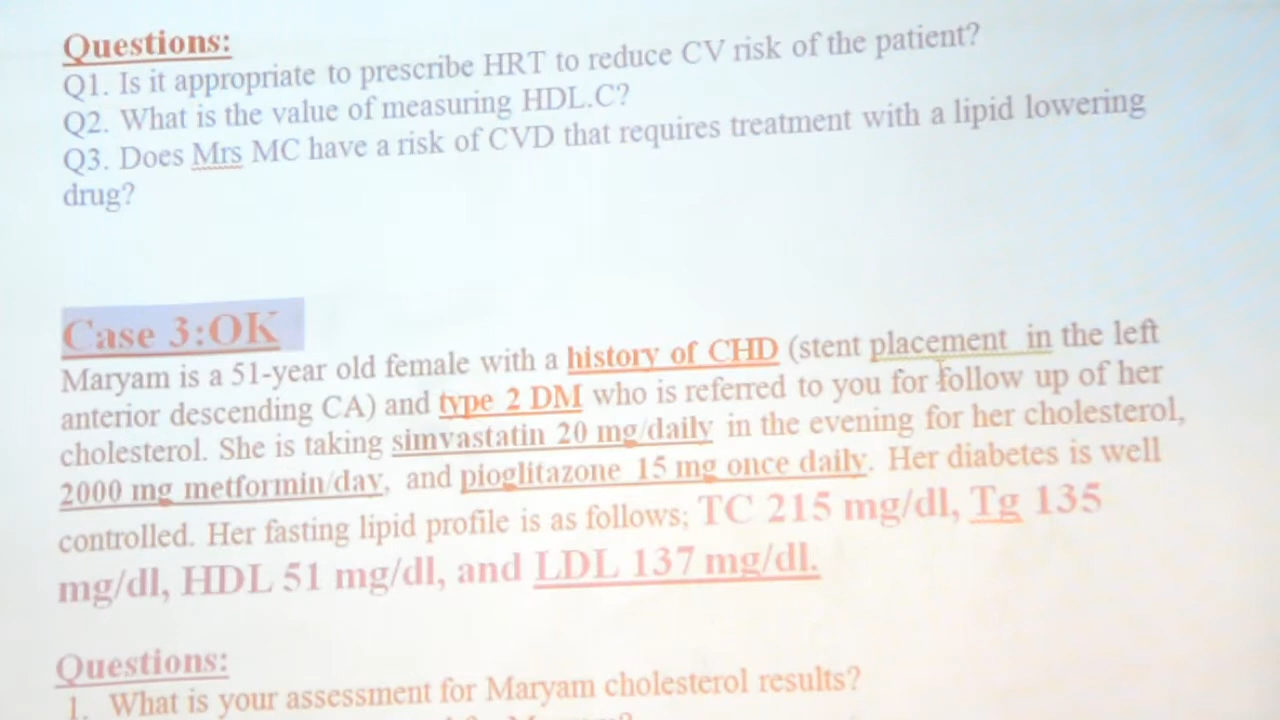 Questions:
Q1. Is it appropriate to prescribe HRT to reduce CV risk of the patient?
Q2. What is the value of measuring HDL.C?
Q3. Does Mrs MC have a risk of CVD that requires treatment with a lipid lowering
drug?
Case 3:OK
Maryam is a 51-year old female with a history of CHD (stent placement in the left
anterior descending CA) and type 2 DM who is referred to you for follow up of her
cholesterol. She is taking simvastatin 20 mg/daily in the evening for her cholesterol,
2000 mg metformin/day, and pioglitazone 15 mg once daily. Her diabetes is well
controlled. Her fasting lipid profile is as follows; TC 215 mg/dl, Tg 135
mg/dl, HDL 51 mg/dl, and LDL 137 mg/dl.
Questions:
1. What is your assessment for Maryam cholesterol results?